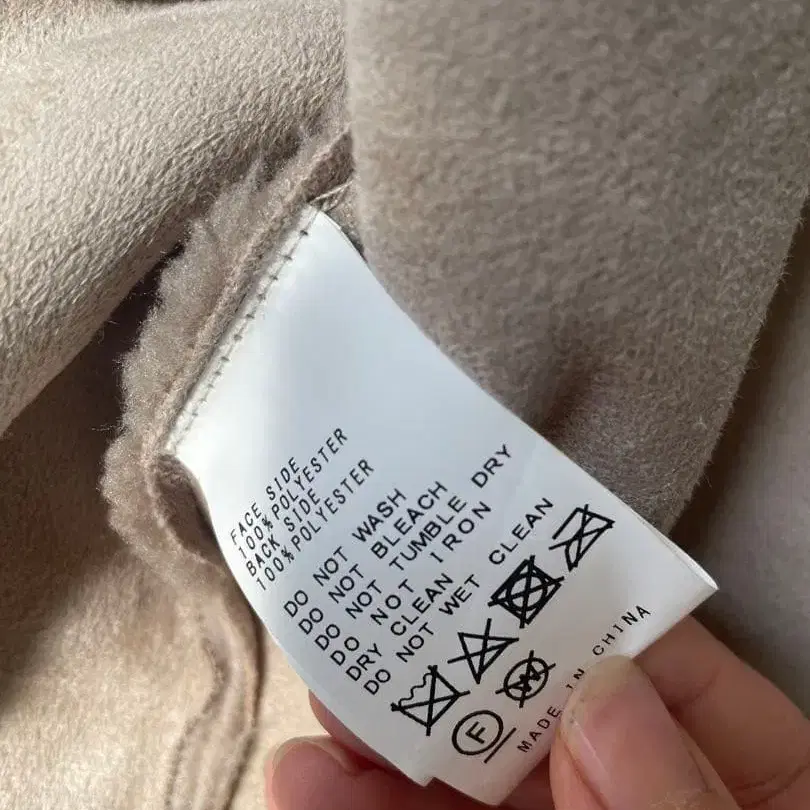 FACE SIDE
100%POLYESTER
BACK SIDE
100%POLYESTER
DO NOT WASH
DO NOT BLEACH
DO NOT TUMBLE DRY
DO NOT IRON
DRY CLEAN
DO NOT WET CLEAN
W
F
MADE IN CHINA